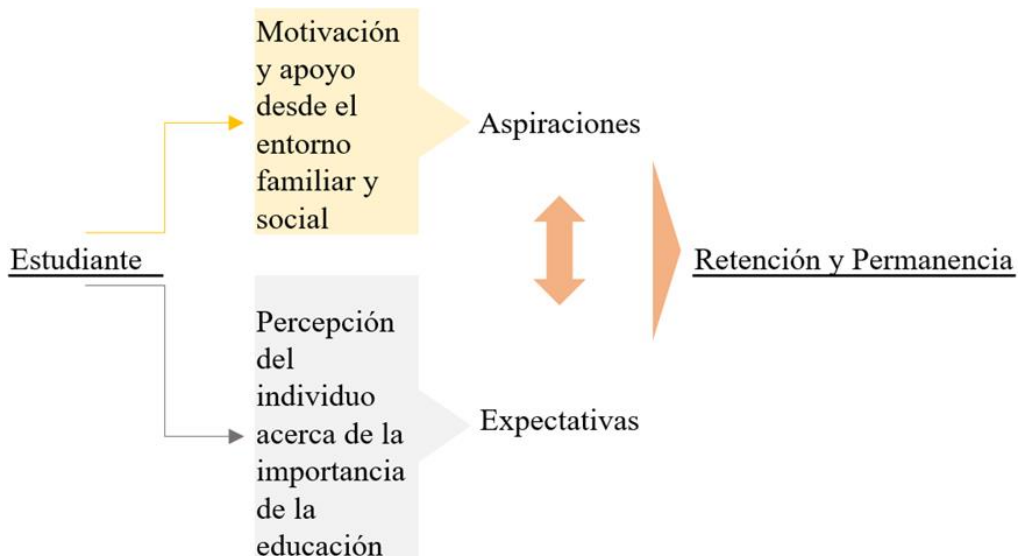 Motivación
y apoyo
desde el
entorno
familiar y
social
Aspiraciones
Estudiante
Retención y Permanencia
Percepción
del
individuo
acerca de la
importancia
de la
educación
Expectativas